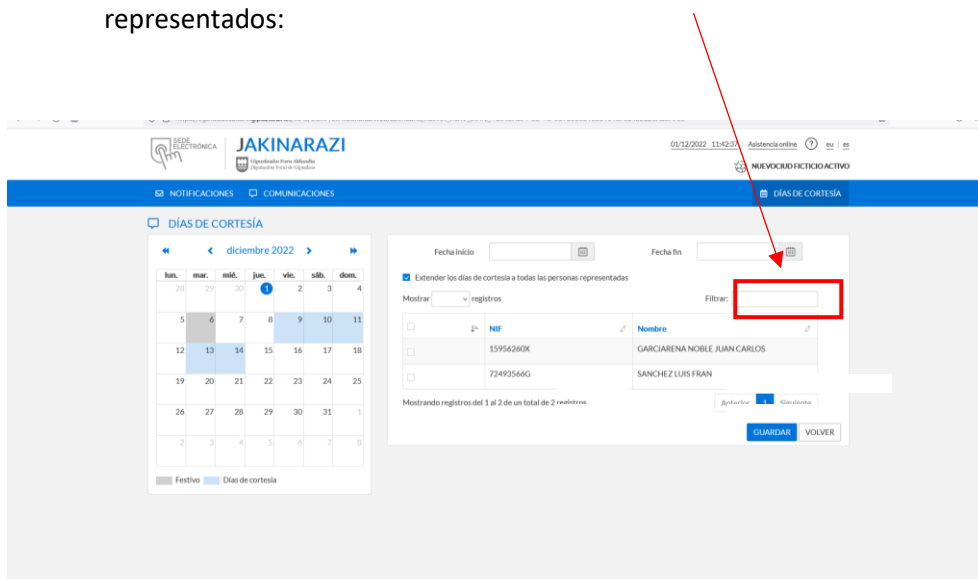 representados:
SEDE
ELECTRÓNICA
JAKINARAZI
Gipuzkoako Foru Aldundia
Diputación Foral de Gipuzkoa
01/12/2022 11:42:37 | Asistencia online ? eu | es
NUEVOCIUD FICTICIO ACTIVO
NOTIFICACIONES COMUNICACIONES DÍAS DE CORTESÍA
DÍAS DE CORTESÍA
diciembre 2022
lun. mar. mié. jue. vie. sáb. dom.
28 29 30 1 2 3 4
5 6 7 8 9 10 11
12 13 14 15 16 17 18
19 20 21 22 23 24 25
26 27 28 29 30 31 1
2 3 4 5 6 7 8
Festivo Días de cortesía
Fecha inicio Fecha fin
Extender los días de cortesía a todas las personas representadas
Mostrar registros Filtrar:
NIF Nombre
15956260X GARCIARENA NOBLE JUAN CARLOS
72493566G SANCHEZ LUIS FRAN
Mostrando registros del 1 al 2 de un total de 2 registros
Anterior 1 Siguiente
GUARDAR VOLVER